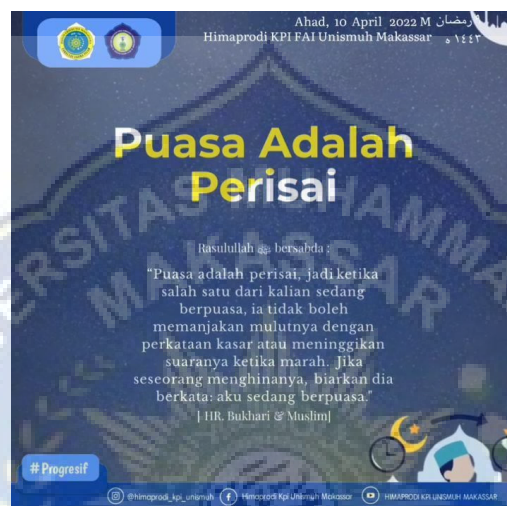 Ahad, 10 April 2022 M رمضان
Himaprodi KPI FAI Unismuh Makassar ١٤٤٣ ه
Puasa Adalah
Perisai
Rasulullah ﷺ bersabda :
“Puasa adalah perisai, jadi ketika
salah satu dari kalian sedang
berpuasa, ia tidak boleh
memanjakan mulutnya dengan
perkataan kasar atau meninggikan
suaranya ketika marah. Jika
seseorang menghinanya, biarkan dia
berkata: aku sedang berpuasa.”
| HR. Bukhari & Muslim]
# Progresif
@himaprodi_kpi_unismuh Himaprodi Kpi Unismuh Makassar HIMAPRODI KPI UNISMUH MAKASSAR